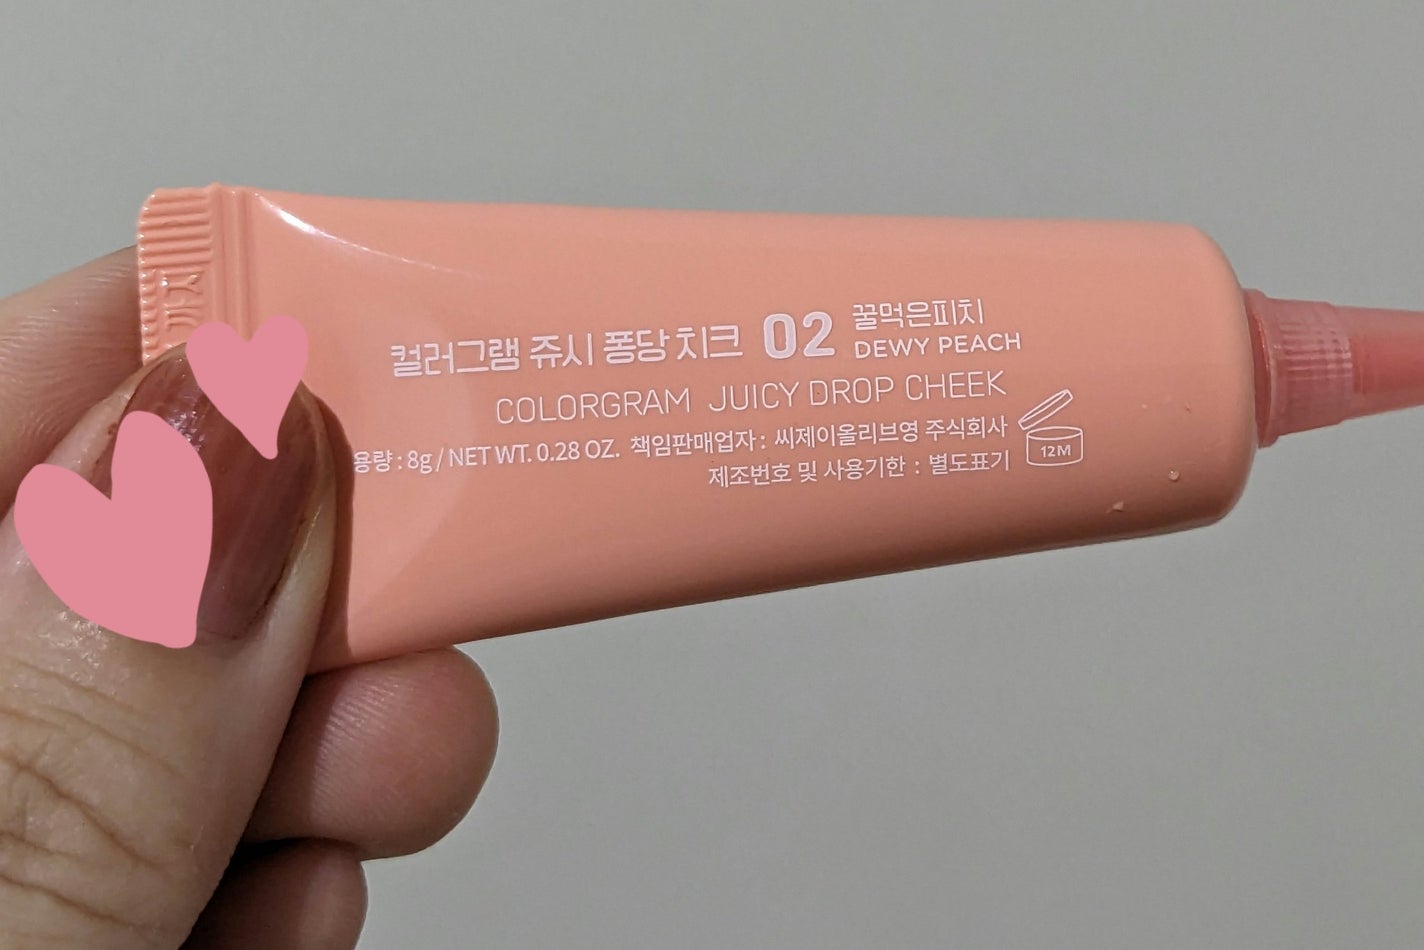 컬러그램 쥬시 퐁당 치크 02 꿀먹은피치
DEWY PEACH
COLORGRAM JUICY DROP CHEEK
용량 : 8g / NET WT. 0.28 OZ. 책임판매업자 : 씨제이올리브영 주식회사
제조번호 및 사용기한 : 별도표기
12M
까지